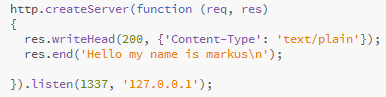 http.createServer(function (req, res)
{
  res.writeHead(200, {'Content-Type': 'text/plain'});
  res.end('Hello my name is markus\n');
}).listen(1337, '127.0.0.1');